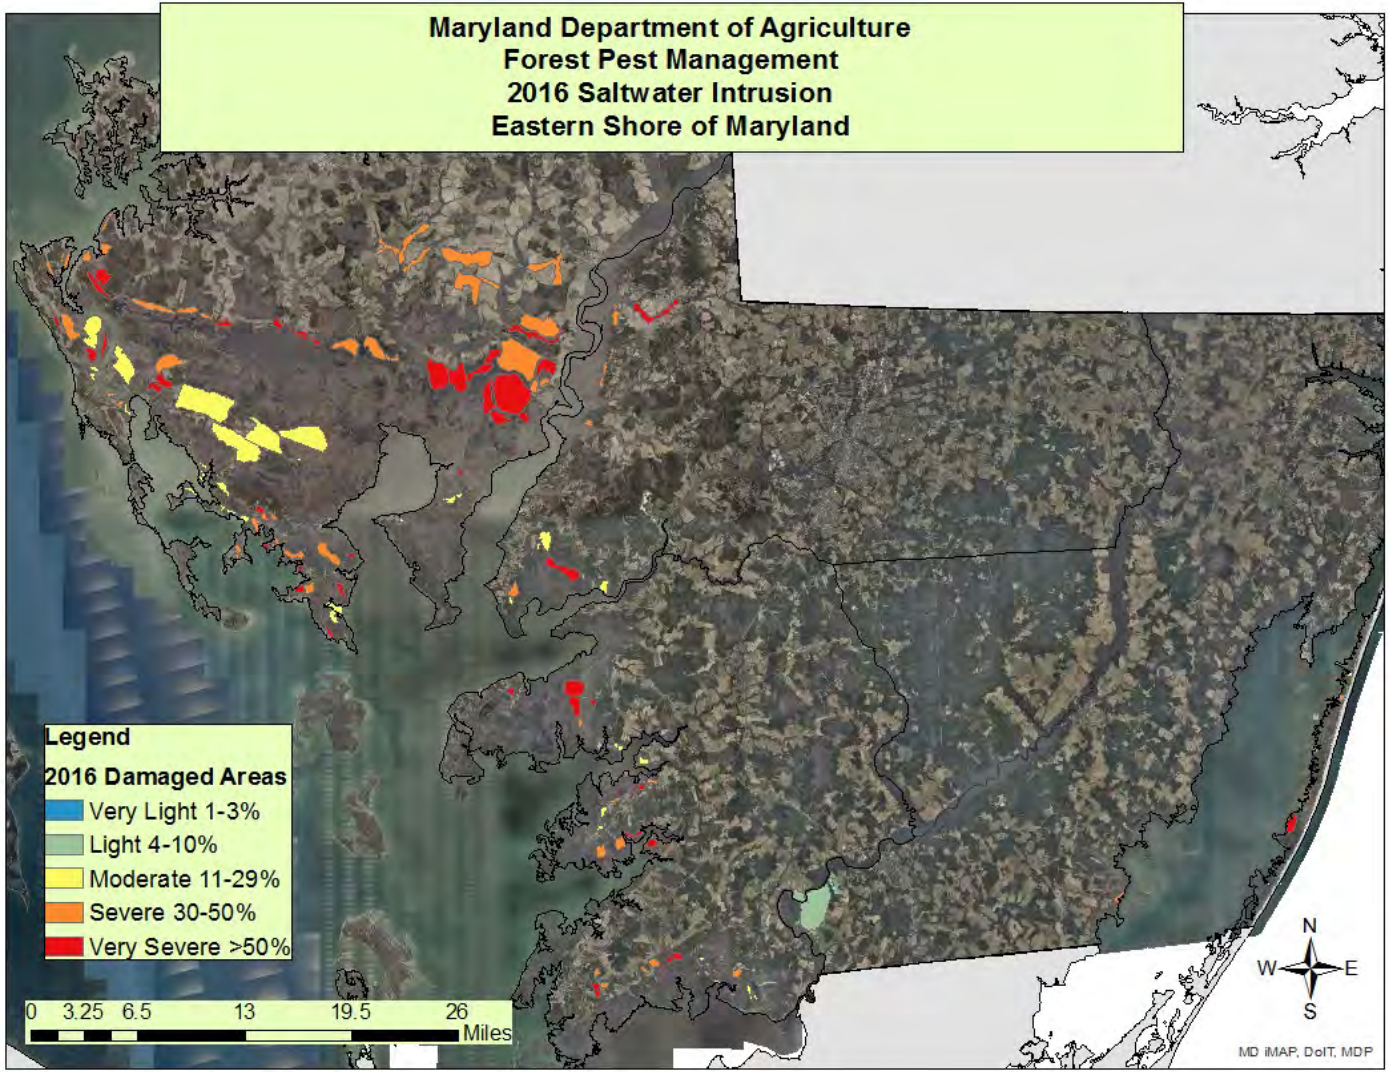 Maryland Department of Agriculture
Forest Pest Management
2016 Saltwater Intrusion
Eastern Shore of Maryland
Legend
2016 Damaged Areas
Very Light 1-3%
Light 4-10%
Moderate 11-29%
Severe 30-50%
Very Severe >50%
0 3.25 6.5 13 19.5 26
Miles
N
W E
S
MD iMAP, DoIT, MDP